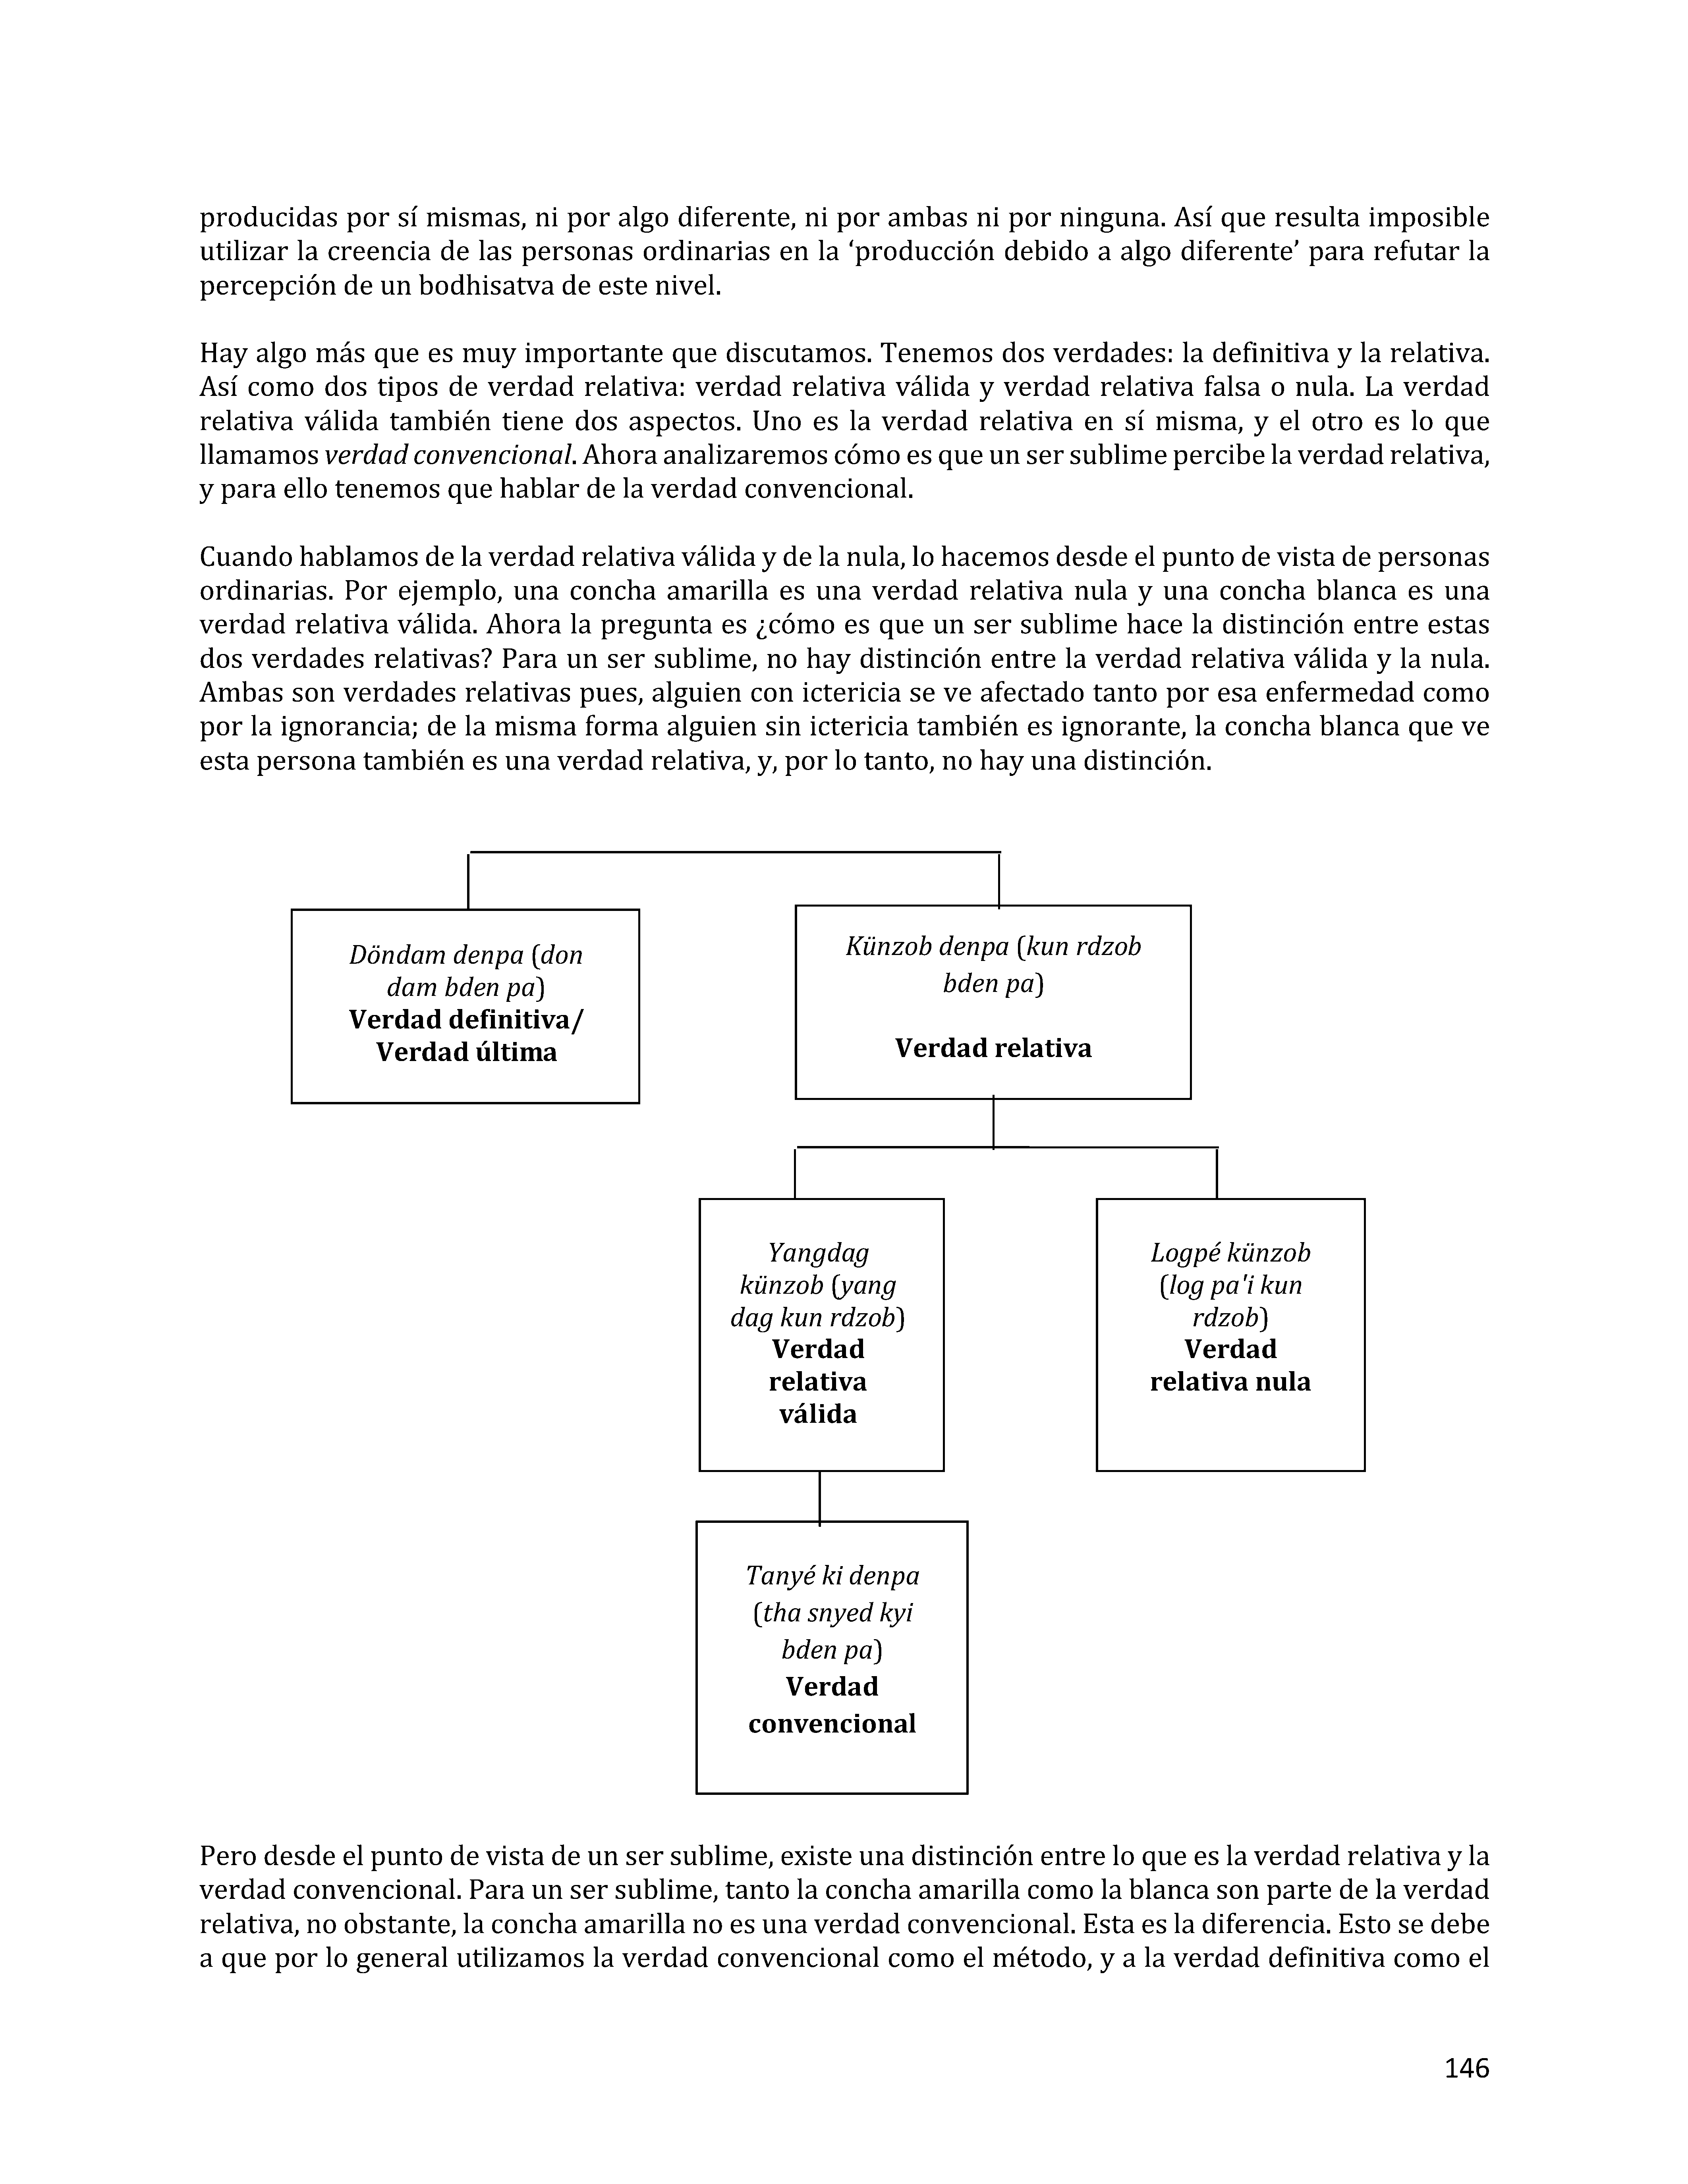 producidas por sí mismas, ni por algo diferente, ni por ambas ni por ninguna. Así que resulta imposible
utilizar la creencia de las personas ordinarias en la ‘producción debido a algo diferente’ para refutar la
percepción de un bodhisatva de este nivel.
Hay algo más que es muy importante que discutamos. Tenemos dos verdades: la definitiva y la relativa.
Así como dos tipos de verdad relativa: verdad relativa válida y verdad relativa falsa o nula. La verdad
relativa válida también tiene dos aspectos. Uno es la verdad relativa en sí misma, y el otro es lo que
llamamos verdad convencional. Ahora analizaremos cómo es que un ser sublime percibe la verdad relativa,
y para ello tenemos que hablar de la verdad convencional.
Cuando hablamos de la verdad relativa válida y de la nula, lo hacemos desde el punto de vista de personas
ordinarias. Por ejemplo, una concha amarilla es una verdad relativa nula y una concha blanca es una
verdad relativa válida. Ahora la pregunta es ¿cómo es que un ser sublime hace la distinción entre estas
dos verdades relativas? Para un ser sublime, no hay distinción entre la verdad relativa válida y la nula.
Ambas son verdades relativas pues, alguien con ictericia se ve afectado tanto por esa enfermedad como
por la ignorancia; de la misma forma alguien sin ictericia también es ignorante, la concha blanca que ve
esta persona también es una verdad relativa, y, por lo tanto, no hay una distinción.
Döndam denpa (don
dam bden pa)
Verdad definitiva/
Verdad última
Künzob denpa (kun rdzob
bden pa)
Verdad relativa
Yangdag
künzob (yang
dag kun rdzob)
Verdad
relativa
válida
Logpé künzob
(log pa'i kun
rdzob)
Verdad
relativa nula
Tanyé ki denpa
(tha snyed kyi
bden pa)
Verdad
convencional
Pero desde el punto de vista de un ser sublime, existe una distinción entre lo que es la verdad relativa y la
verdad convencional. Para un ser sublime, tanto la concha amarilla como la blanca son parte de la verdad
relativa, no obstante, la concha amarilla no es una verdad convencional. Esta es la diferencia. Esto se debe
a que por lo general utilizamos la verdad convencional como el método, y a la verdad definitiva como el
146